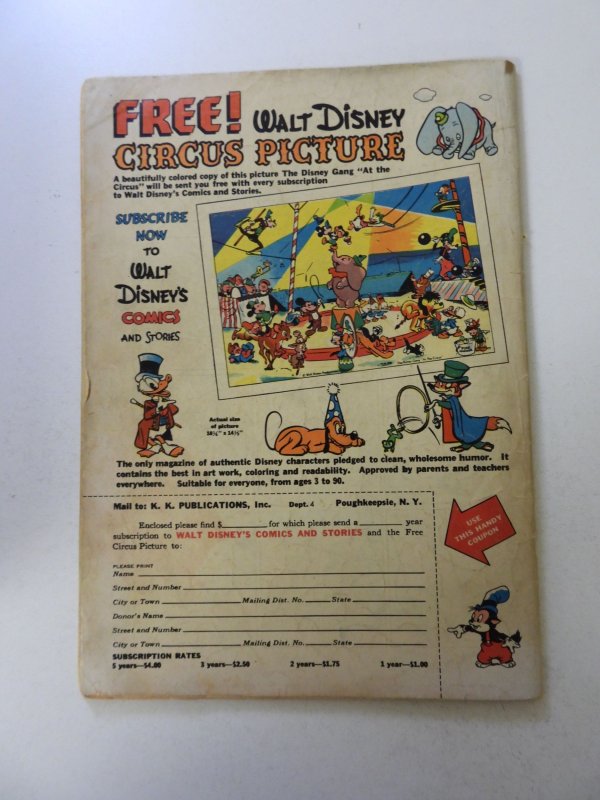 FREE! WALT DISNEY
CIRCUS PICTURE
A beautifully colored copy of this picture The Disney Gang "At the
Circus" will be sent you free with every subscription
to Walt Disney's Comics and Stories.
SUBSCRIBE
NOW
TO
WALT
DISNEY'S
COMICS
AND STORIES
Actual size
of picture
The only magazine of authentic Disney characters pledged to clean, wholesome humor. It
contains the best in art work, coloring and readability. Approved by parents and teachers
everywhere. Suitable for everyone, from ages 3 to 90.
Mail to: K. K. PUBLICATIONS, Inc. Dept. 4 Poughkeepsie, N. Y.
Enclosed please find $________ for which please send a ________ year
subscription to WALT DISNEY'S COMICS AND STORIES and the Free
Circus Picture to:
PLEASE PRINT
Name
Street and Number
City or Town Mailing Dist. No. State
Donor's Name
Street and Number
City or Town Mailing Dist. No. State
SUBSCRIPTION RATES
5 years—$4.00 3 years—$2.50 2 years—$1.75 1 year—$1.00
USE
THIS HANDY
COUPON